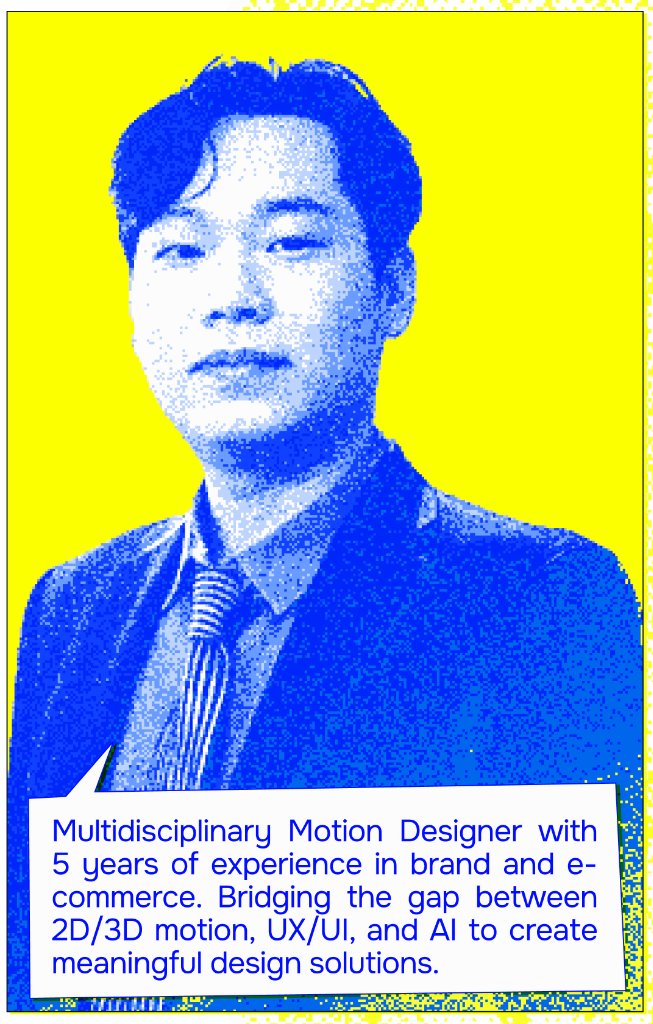 Multidisciplinary Motion Designer with
5 years of experience in brand and e-
commerce. Bridging the gap between
2D/3D motion, UX/UI, and AI to create
meaningful design solutions.